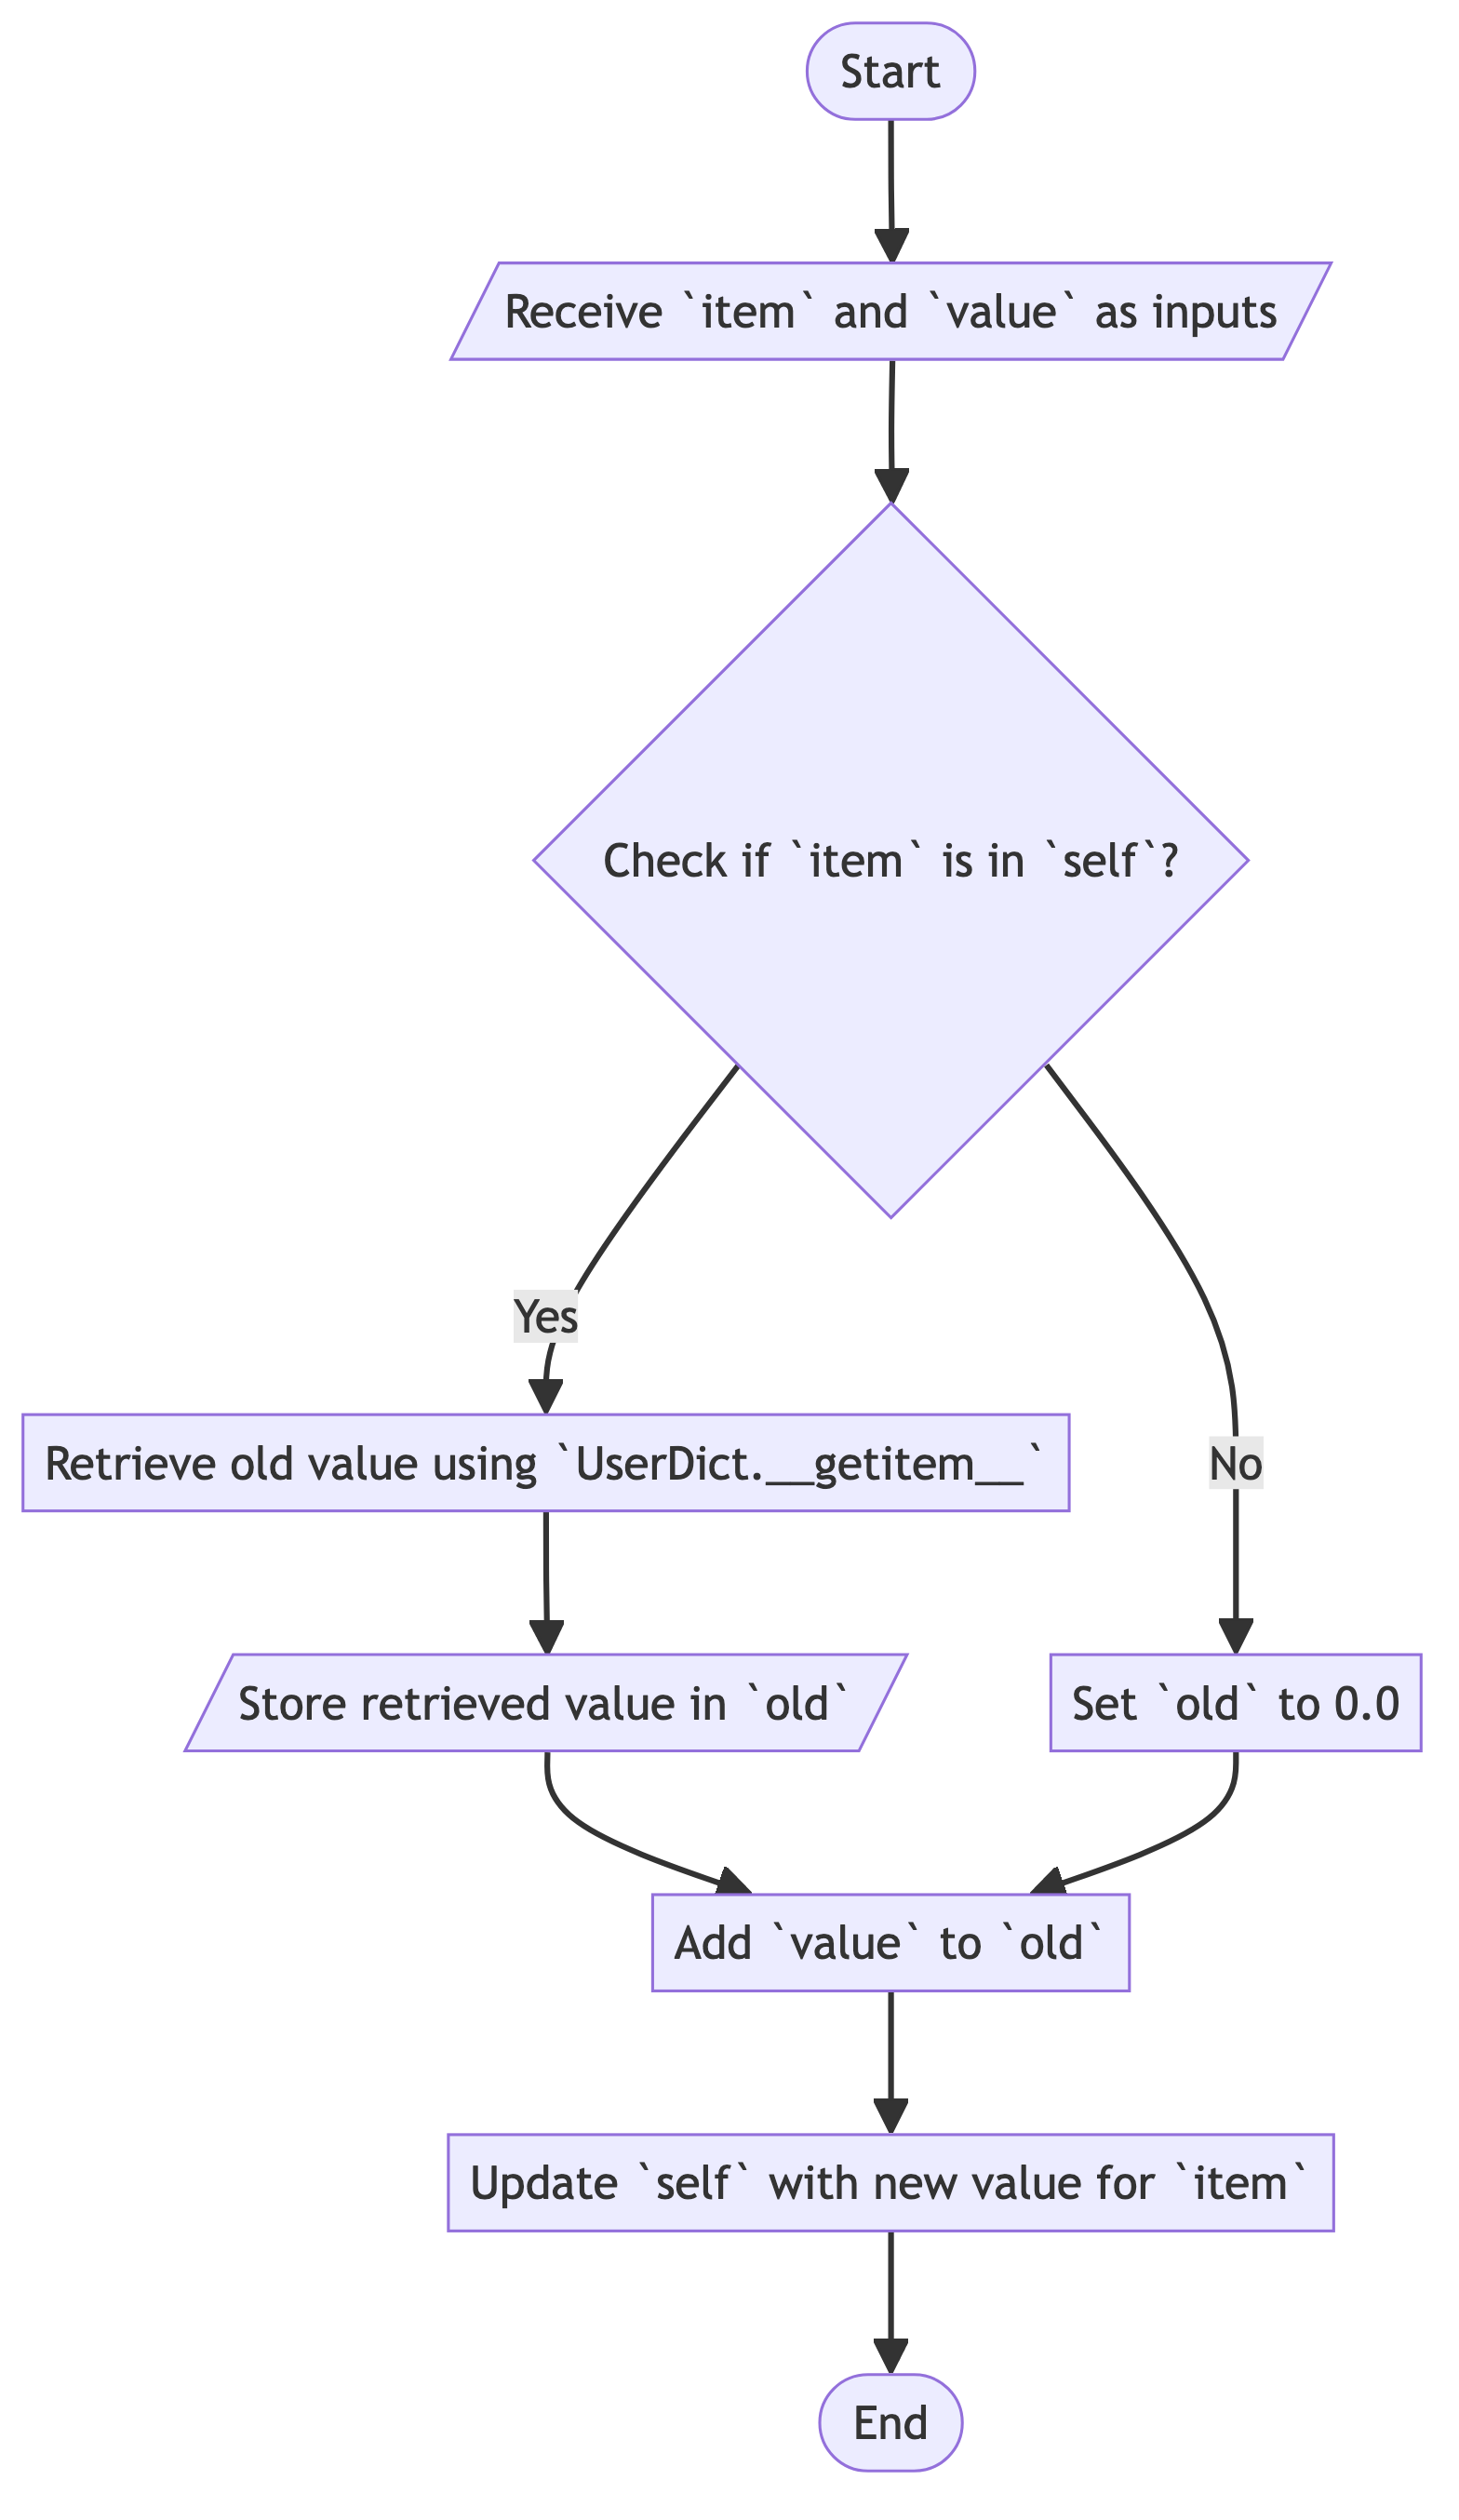 Start
Receive `item` and `value` as inputs
Check if `item` is in `self`?
Yes
No
Retrieve old value using `UserDict.__getitem__`
Store retrieved value in `old`
Set `old` to 0.0
Add `value` to `old`
Update `self` with new value for `item`
End